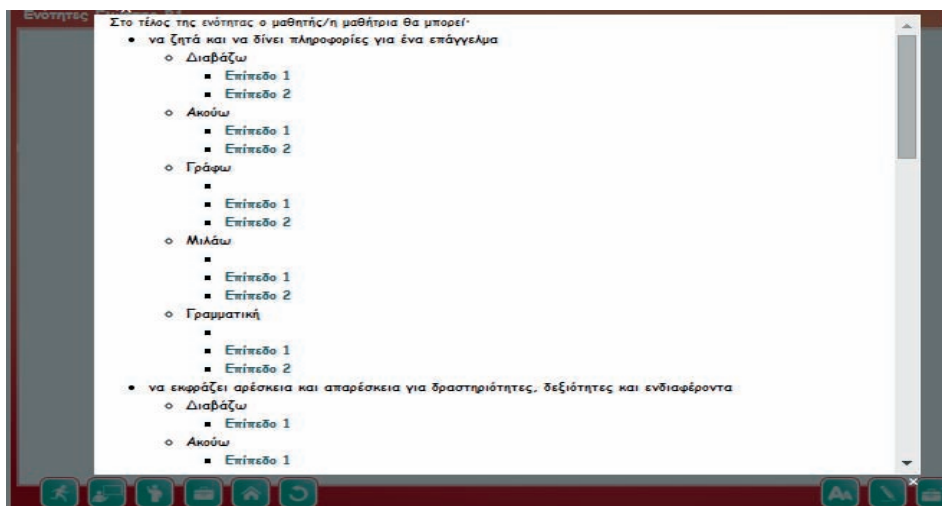 Ενότητες
Στο τέλος της ενότητας ο μαθητής/η μαθήτρια θα μπορεί·
• να ζητά και να δίνει πληροφορίες για ένα επάγγελμα
○ Διαβάζω
▪ Επίπεδο 1
▪ Επίπεδο 2
○ Ακούω
▪ Επίπεδο 1
▪ Επίπεδο 2
○ Γράφω
▪
▪ Επίπεδο 1
▪ Επίπεδο 2
○ Μιλάω
▪
▪ Επίπεδο 1
▪ Επίπεδο 2
○ Γραμματική
▪
▪ Επίπεδο 1
▪ Επίπεδο 2
• να εκφράζει αρέσκεια και απαρέσκεια για δραστηριότητες, δεξιότητες και ενδιαφέροντα
○ Διαβάζω
▪ Επίπεδο 1
○ Ακούω
▪ Επίπεδο 1
AA